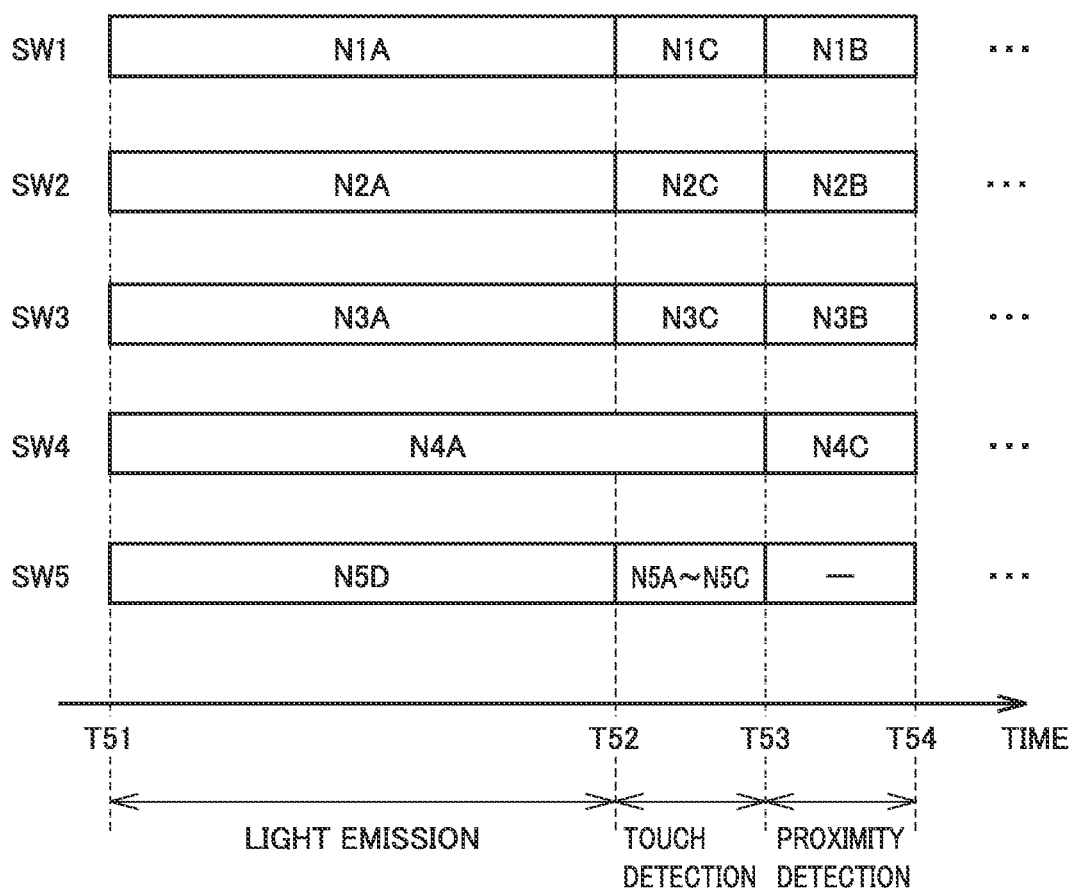 SW1 N1A N1C N1B ...
SW2 N2A N2C N2B ...
SW3 N3A N3C N3B ...
SW4 N4A N4C ...
SW5 N5D N5A～N5C — ...
T51 T52 T53 T54 TIME
LIGHT EMISSION TOUCH PROXIMITY
DETECTION DETECTION